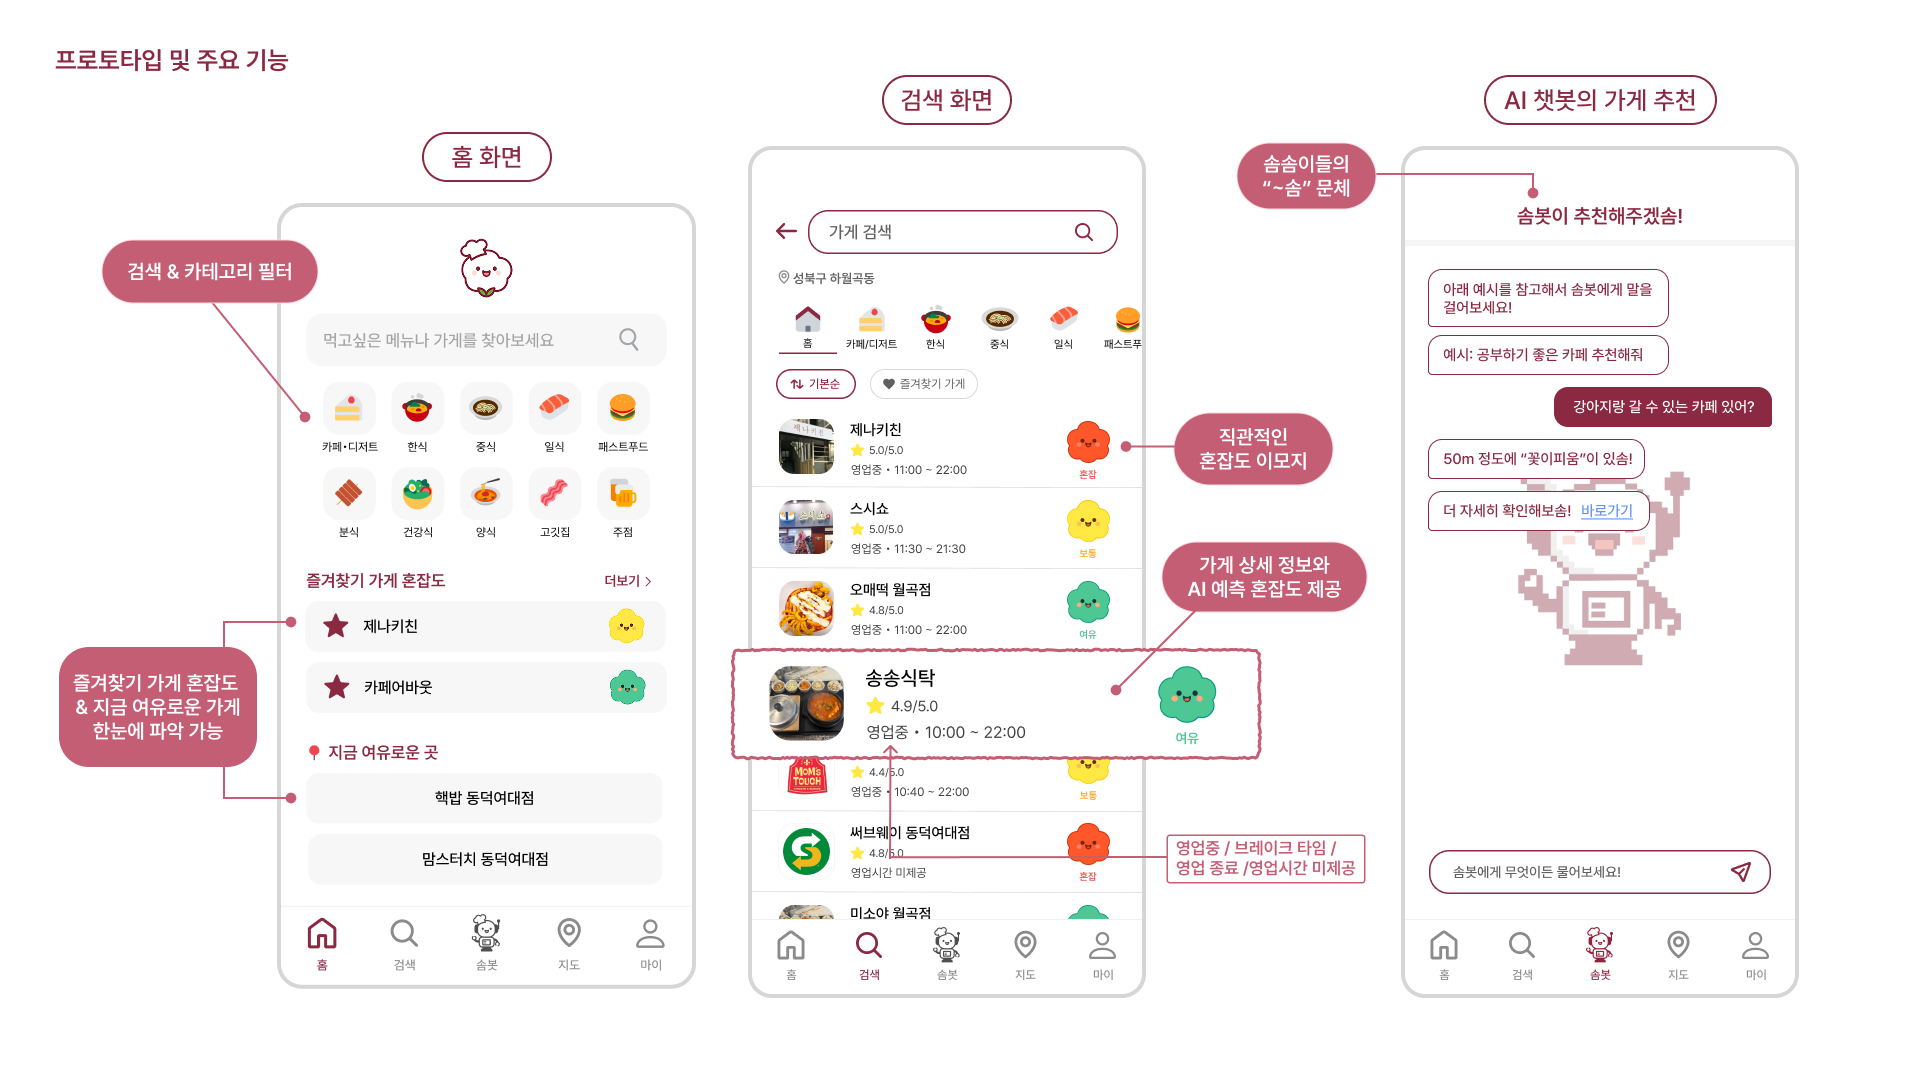 프로토타입 및 주요 기능
홈 화면
검색 & 카테고리 필터
먹고싶은 메뉴나 가게를 찾아보세요
카페•디저트
한식
중식
일식
패스트푸드
분식
건강식
양식
고깃집
주점
즐겨찾기 가게 혼잡도
더보기
제나키친
카페어바웃
즐겨찾기 가게 혼잡도
& 지금 여유로운 가게
한눈에 파악 가능
지금 여유로운 곳
핵밥 동덕여대점
맘스터치 동덕여대점
홈
검색
솜봇
지도
마이
검색 화면
가게 검색
성북구 하월곡동
홈
카페/디저트
한식
중식
일식
패스트푸
기본순
즐겨찾기 가게
제나키친
제나키친
5.0/5.0
영업중 • 11:00 ~ 22:00
혼잡
직관적인
혼잡도 이모지
스시쇼
5.0/5.0
영업중 • 11:30 ~ 21:30
보통
오매떡 월곡점
4.8/5.0
영업중 • 11:00 ~ 22:00
여유
가게 상세 정보와
AI 예측 혼잡도 제공
송송식탁
4.9/5.0
영업중 • 10:00 ~ 22:00
여유
MOM'S
TOUCH
4.4/5.0
영업중 • 10:40 ~ 22:00
보통
써브웨이 동덕여대점
4.8/5.0
영업시간 미제공
혼잡
영업중 / 브레이크 타임 /
영업 종료 /영업시간 미제공
미소야 월곡점
홈
검색
솜봇
지도
마이
AI 챗봇의 가게 추천
솜솜이들의
“~솜” 문체
솜봇이 추천해주겠솜!
아래 예시를 참고해서 솜봇에게 말을
걸어보세요!
예시: 공부하기 좋은 카페 추천해줘
강아지랑 갈 수 있는 카페 있어?
50m 정도에 “꽃이피움”이 있솜!
더 자세히 확인해보솜! 바로가기
솜봇에게 무엇이든 물어보세요!
홈
검색
솜봇
지도
마이